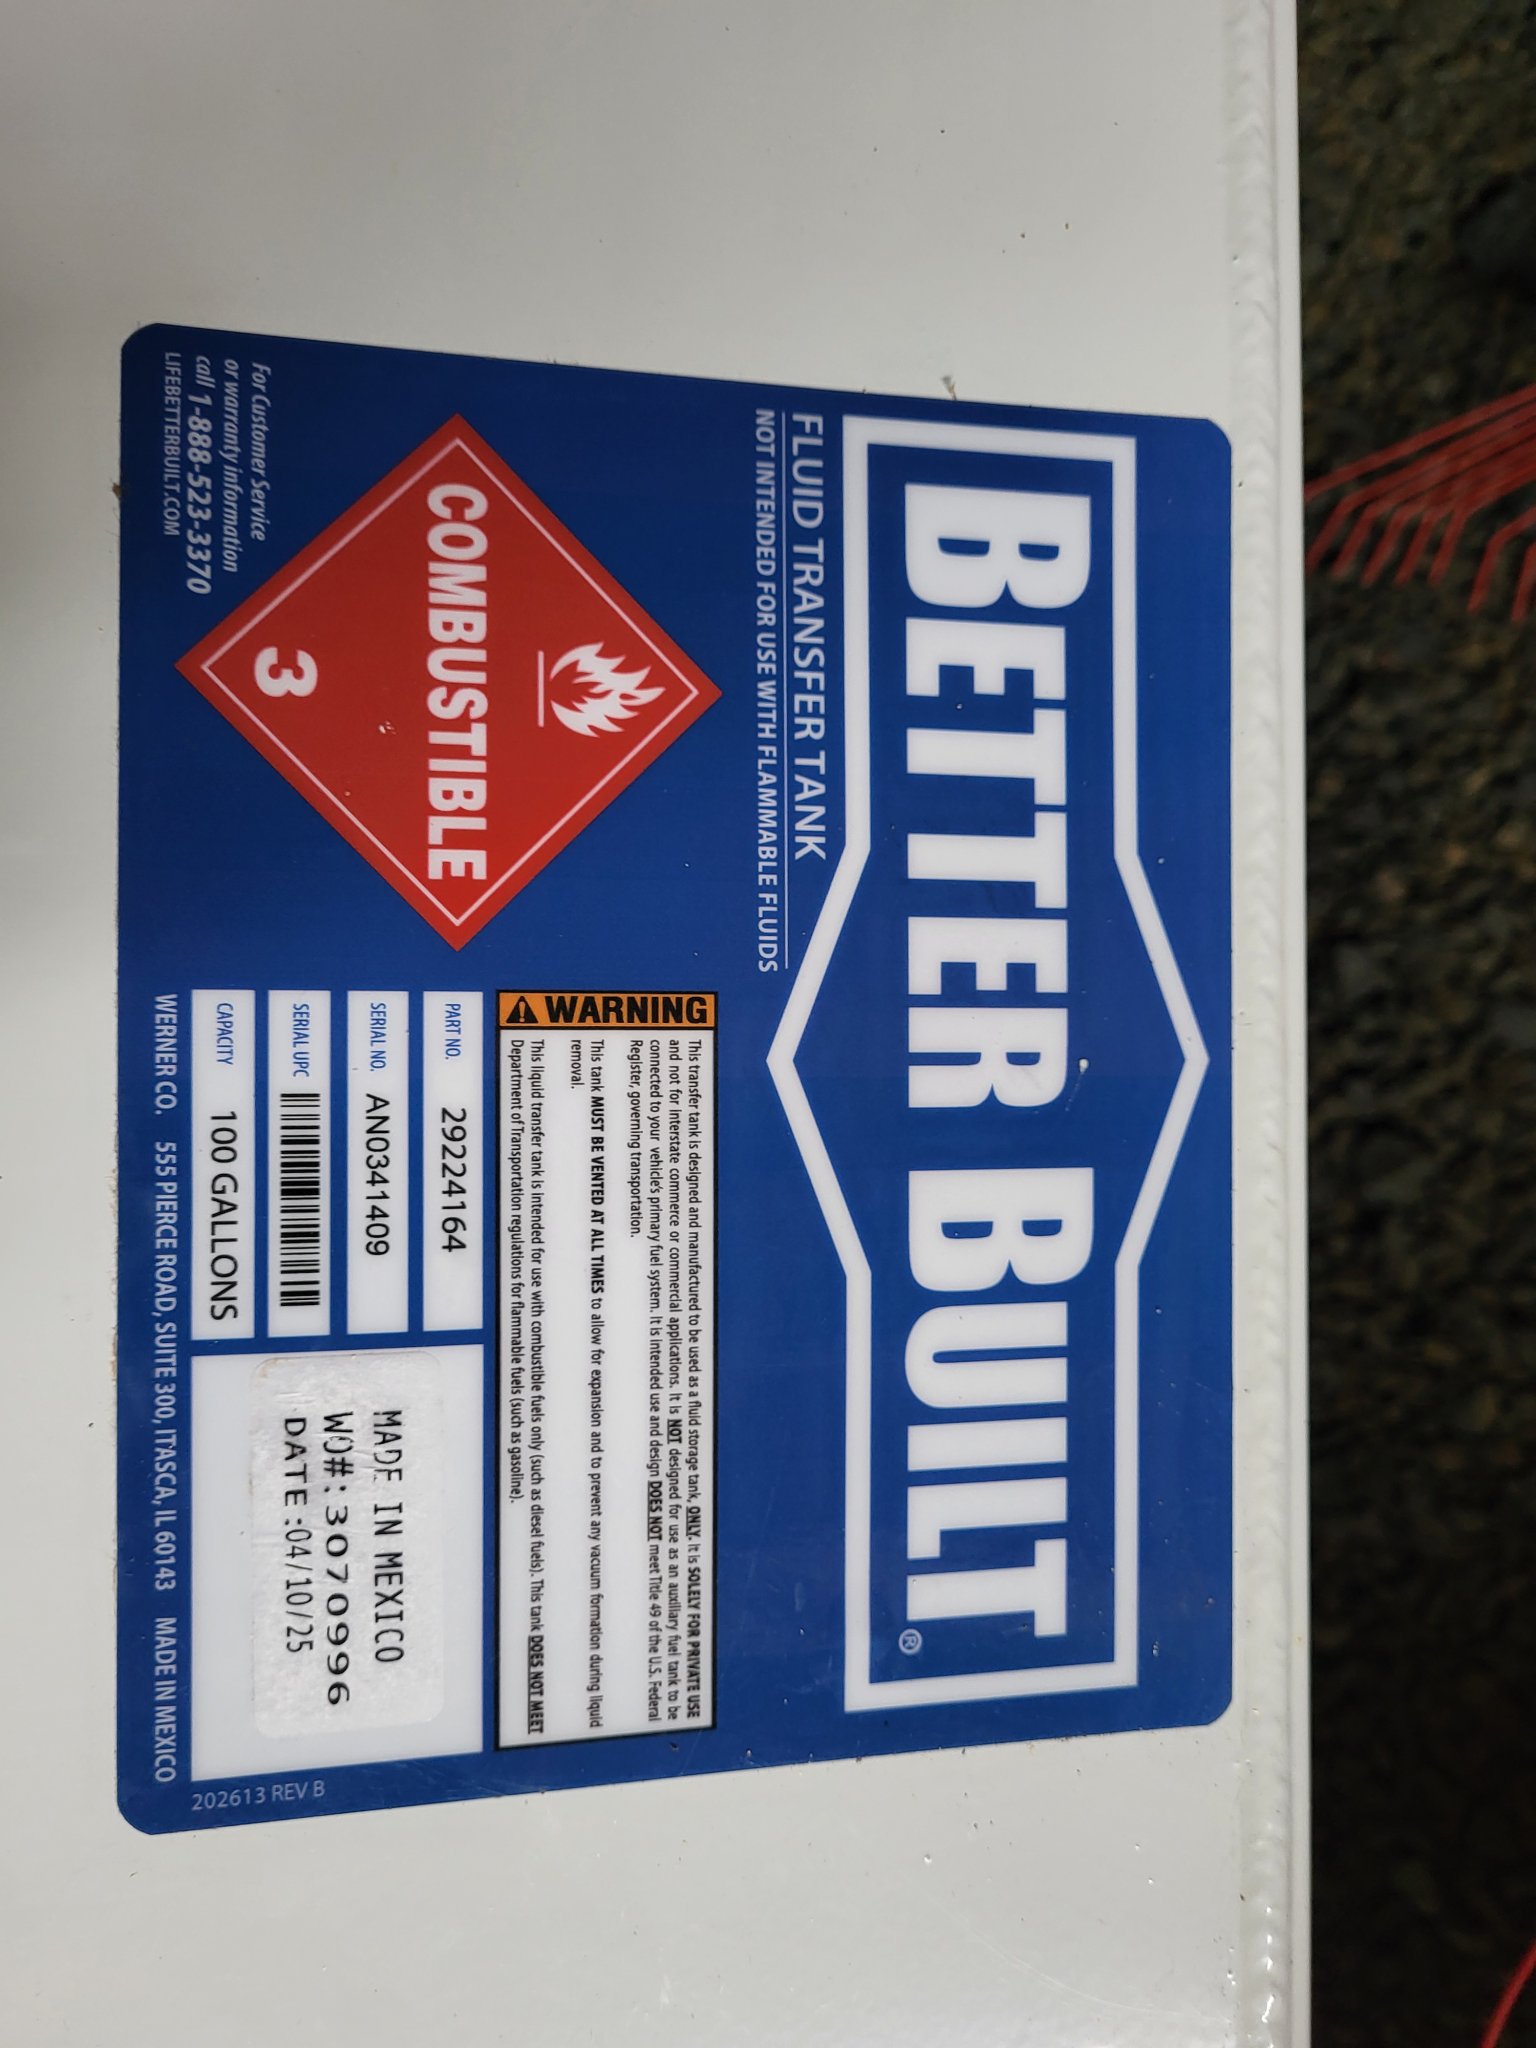 BETTER BUILT®
FLUID TRANSFER TANK
NOT INTENDED FOR USE WITH FLAMMABLE FLUIDS
COMBUSTIBLE
3
For Customer Service
or warranty information
call 1-888-523-3370
LIFEBETTERBUILT.COM
WARNING
This transfer tank is designed and manufactured to be used as a fluid storage tank, ONLY. It is SOLELY FOR PRIVATE USE
and not for interstate commerce or commercial applications. It is NOT designed for use as an auxiliary fuel tank to be
connected to your vehicle's primary fuel system. It is intended use and design DOES NOT meet Title 49 of the U.S. Federal
Register, governing transportation.
This tank MUST BE VENTED AT ALL TIMES to allow for expansion and to prevent any vacuum formation during liquid
removal.
This liquid transfer tank is intended for use with combustible fuels only (such as diesel fuels). This tank DOES NOT MEET
Department of Transportation regulations for flammable fuels (such as gasoline).
PART NO. 29224164
SERIAL NO. AN0341409
SERIAL UPC
CAPACITY 100 GALLONS
MADE IN MEXICO
WO#:3070996
DATE:04/10/25
WERNER CO. 555 PIERCE ROAD, SUITE 300, ITASCA, IL 60143 MADE IN MEXICO
202613 REV B